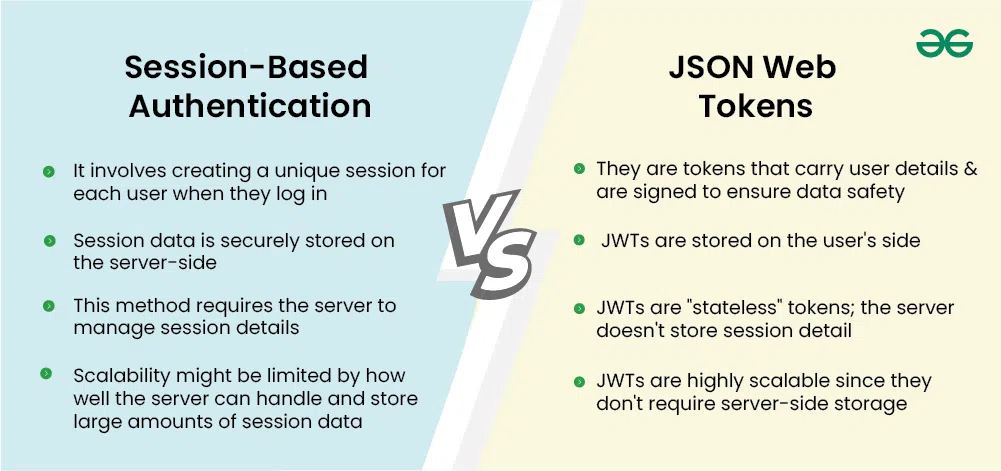 Session-Based
Authentication
It involves creating a unique session for
each user when they log in
Session data is securely stored on
the server-side
This method requires the server to
manage session details
Scalability might be limited by how
well the server can handle and store
large amounts of session data
VS
JSON Web
Tokens
They are tokens that carry user details &
are signed to ensure data safety
JWTs are stored on the user's side
JWTs are "stateless" tokens; the server
doesn't store session detail
JWTs are highly scalable since they
don't require server-side storage